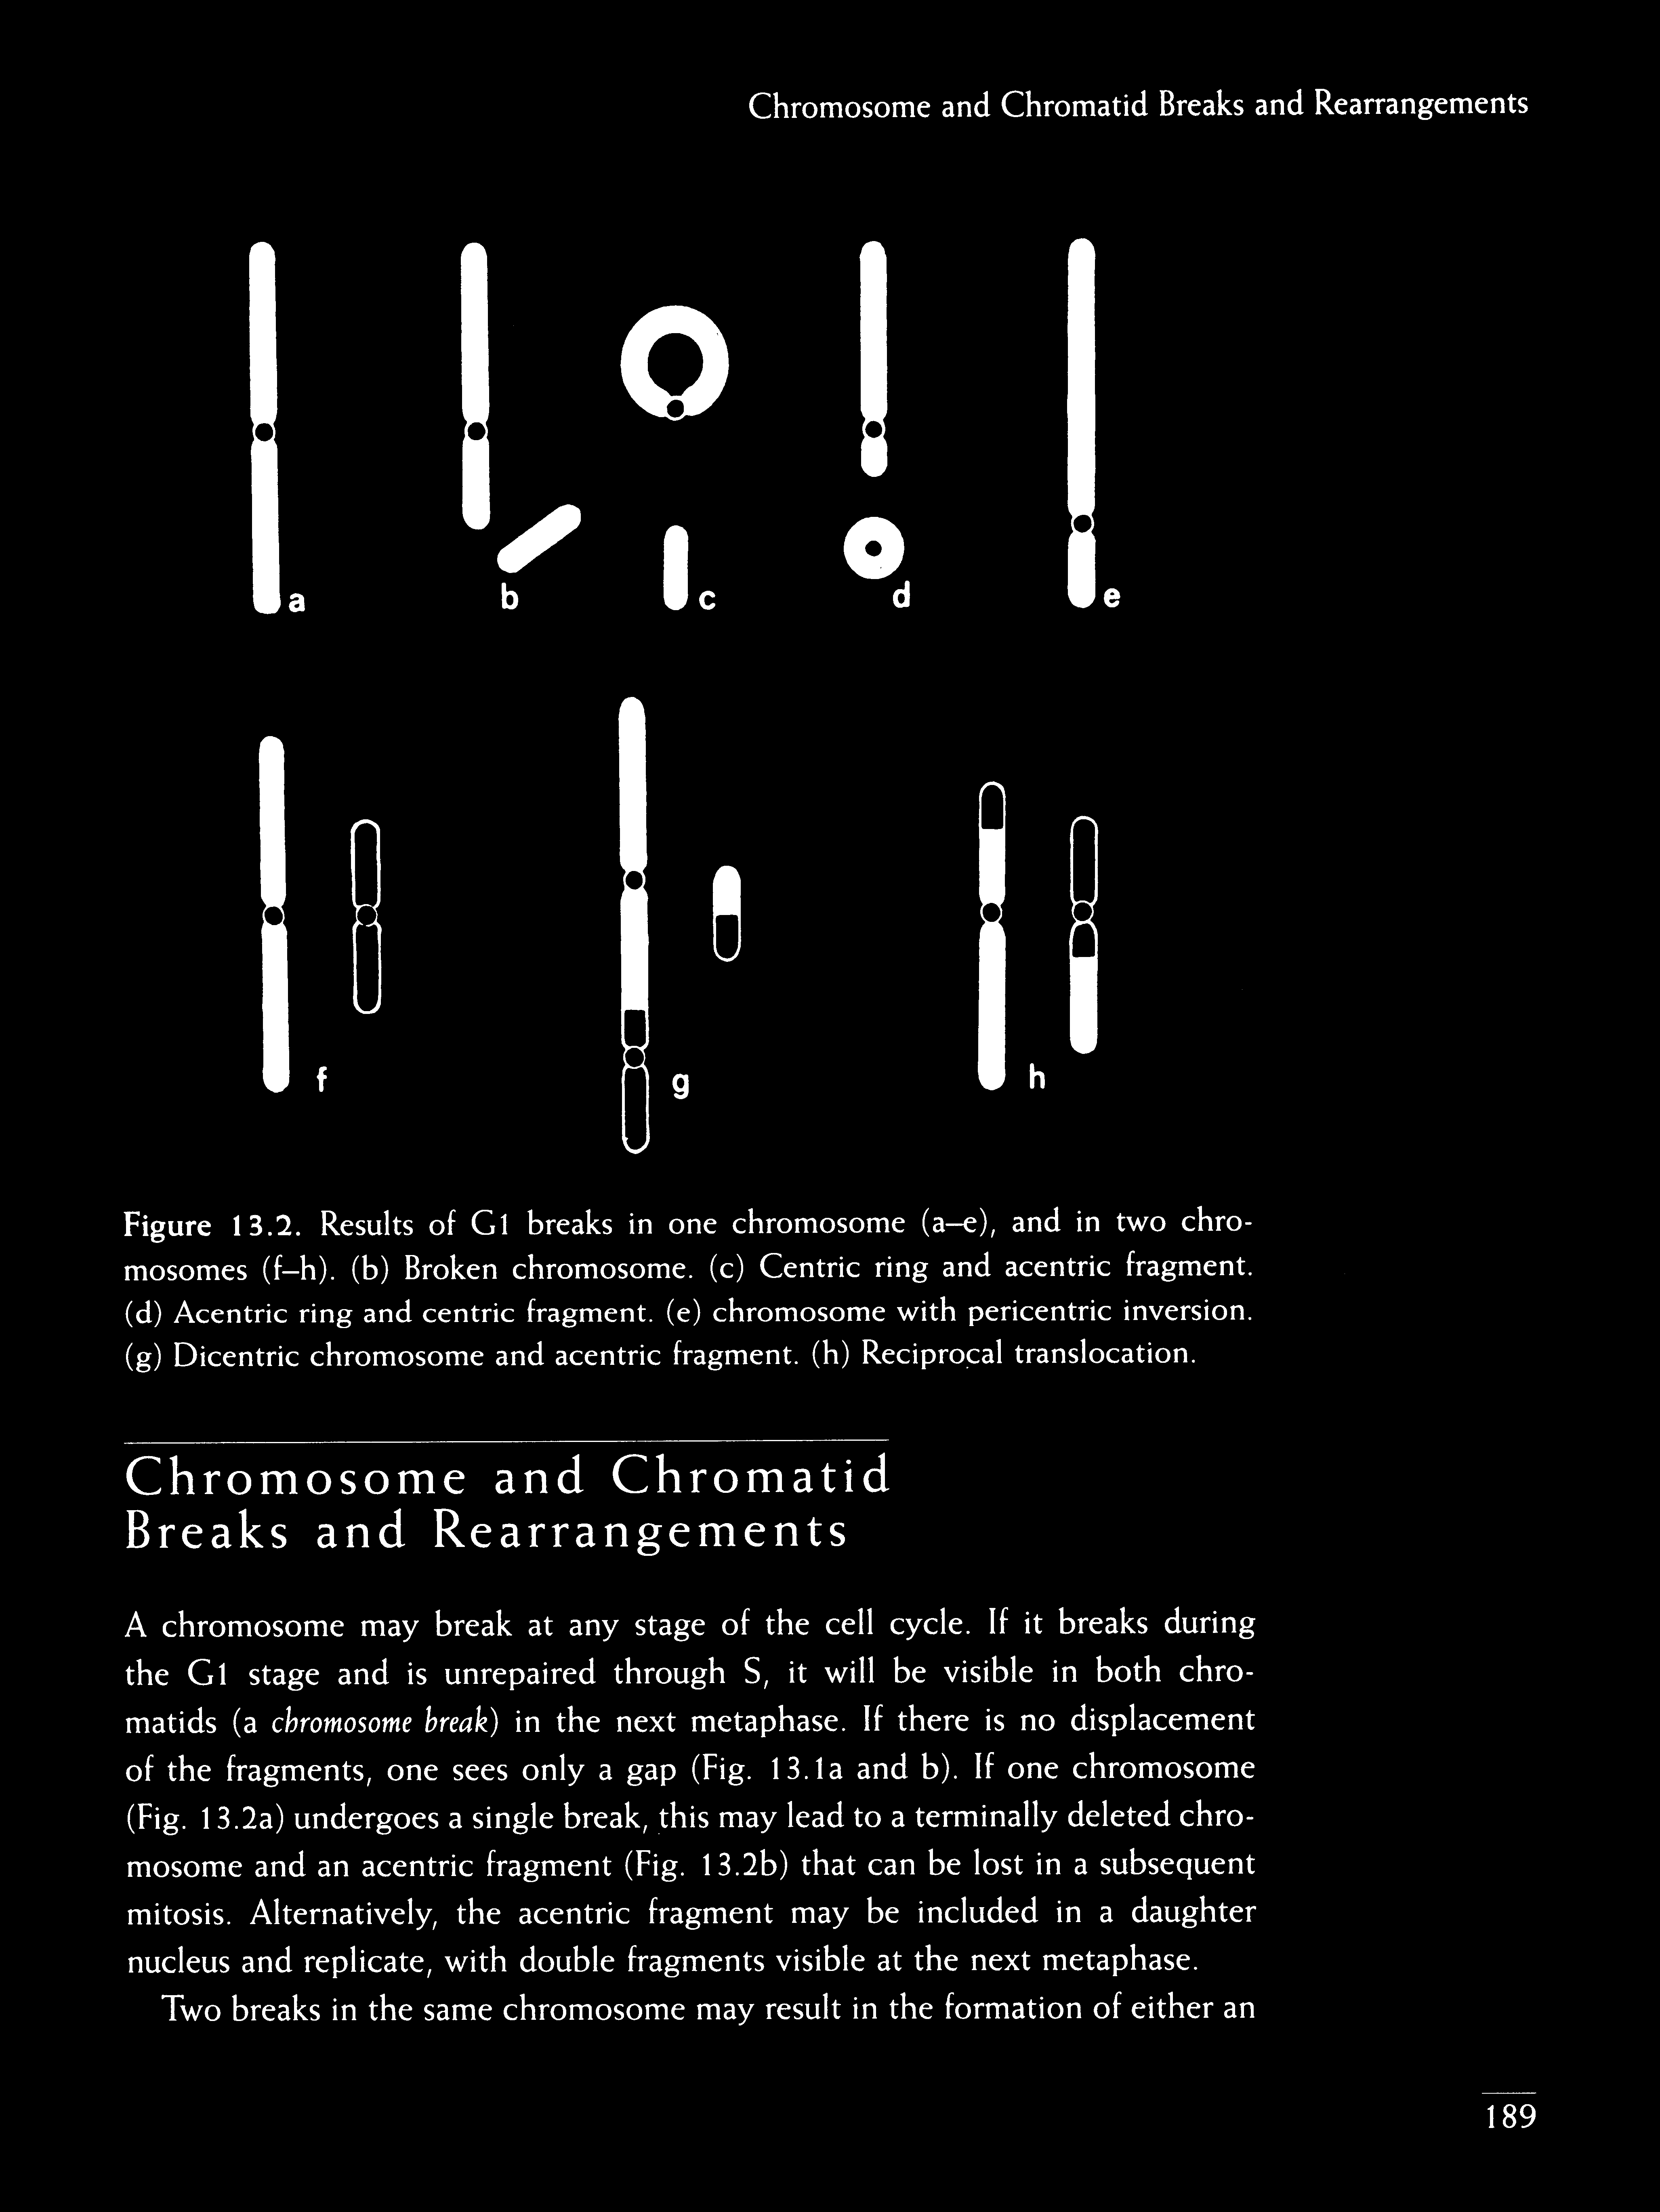 Chromosome and Chromatid Breaks and Rearrangements
a
b
c
d
e
f
g
h
Figure 13.2. Results of G1 breaks in one chromosome (a–e), and in two chro-
mosomes (f–h). (b) Broken chromosome. (c) Centric ring and acentric fragment.
(d) Acentric ring and centric fragment. (e) chromosome with pericentric inversion.
(g) Dicentric chromosome and acentric fragment. (h) Reciprocal translocation.
Chromosome and Chromatid
Breaks and Rearrangements
A chromosome may break at any stage of the cell cycle. If it breaks during
the G1 stage and is unrepaired through S, it will be visible in both chro-
matids (a chromosome break) in the next metaphase. If there is no displacement
of the fragments, one sees only a gap (Fig. 13.1a and b). If one chromosome
(Fig. 13.2a) undergoes a single break, this may lead to a terminally deleted chro-
mosome and an acentric fragment (Fig. 13.2b) that can be lost in a subsequent
mitosis. Alternatively, the acentric fragment may be included in a daughter
nucleus and replicate, with double fragments visible at the next metaphase.
Two breaks in the same chromosome may result in the formation of either an
189